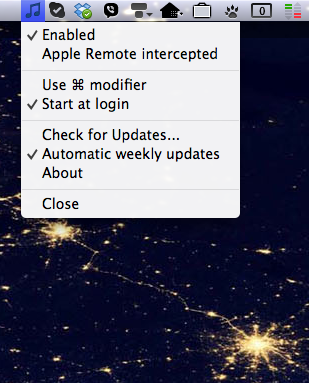 0
Enabled
Apple Remote intercepted
Use ⌘ modifier
Start at login
Check for Updates...
Automatic weekly updates
About
Close